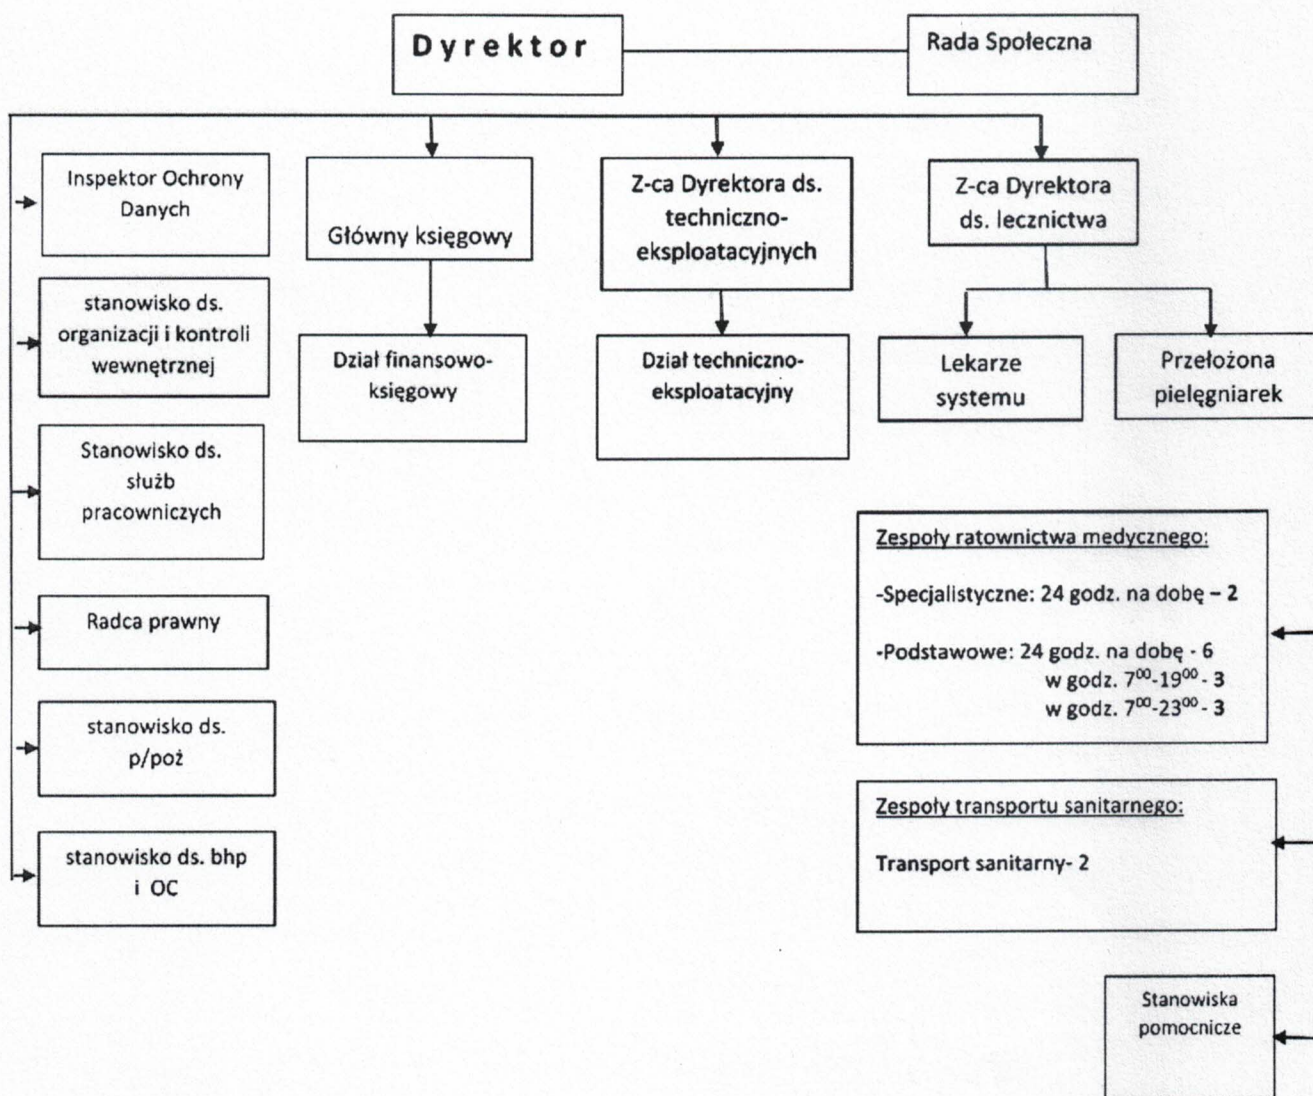 Dyrektor
Rada Społeczna
Inspektor Ochrony
Danych
Główny księgowy
Z-ca Dyrektora ds.
techniczno-
eksploatacyjnych
Z-ca Dyrektora
ds. lecznictwa
stanowisko ds.
organizacji i kontroli
wewnętrznej
Dział finansowo-
księgowy
Dział techniczno-
eksploatacyjny
Lekarze
systemu
Przełożona
pielęgniarek
Stanowisko ds.
służb
pracowniczych
Radca prawny
stanowisko ds.
p/poż
stanowisko ds. bhp
i OC
Zespoły ratownictwa medycznego:
-Specjalistyczne: 24 godz. na dobę – 2
-Podstawowe: 24 godz. na dobę - 6
w godz. 7⁰⁰-19⁰⁰- 3
w godz. 7⁰⁰-23⁰⁰- 3
Zespoły transportu sanitarnego:
Transport sanitarny- 2
Stanowiska
pomocnicze